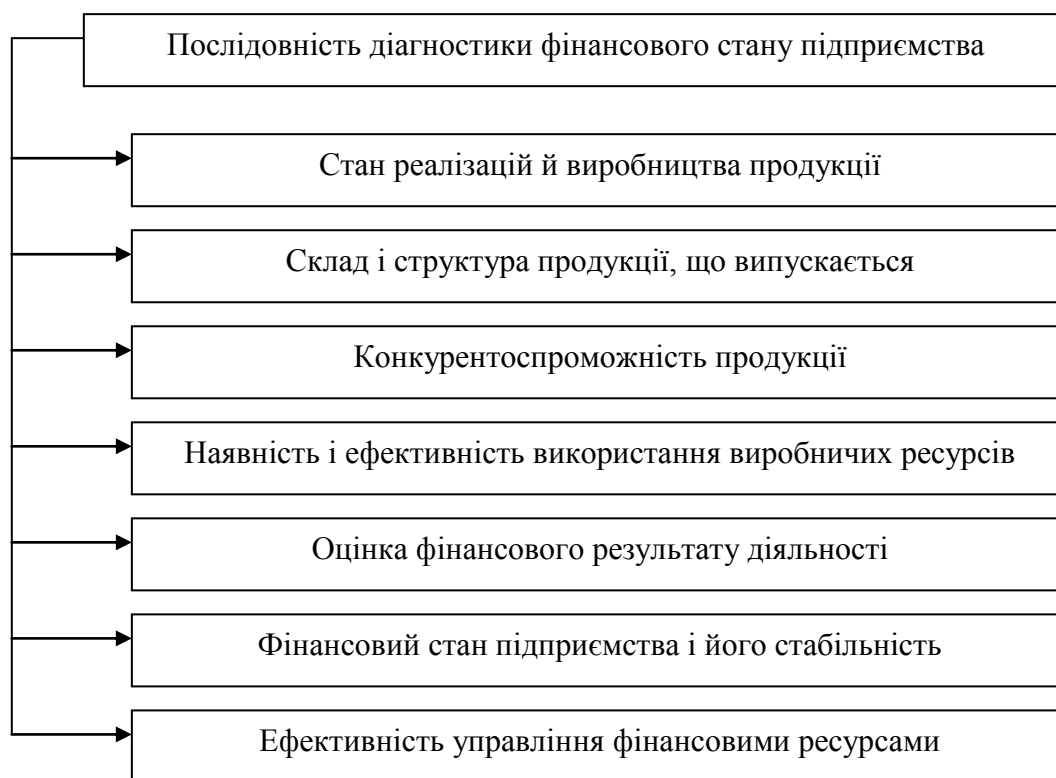 Послідовність діагностики фінансового стану підприємства
Стан реалізацій й виробництва продукції
Склад і структура продукції, що випускається
Конкурентоспроможність продукції
Наявність і ефективність використання виробничих ресурсів
Оцінка фінансового результату діяльності
Фінансовий стан підприємства і його стабільність
Ефективність управління фінансовими ресурсами